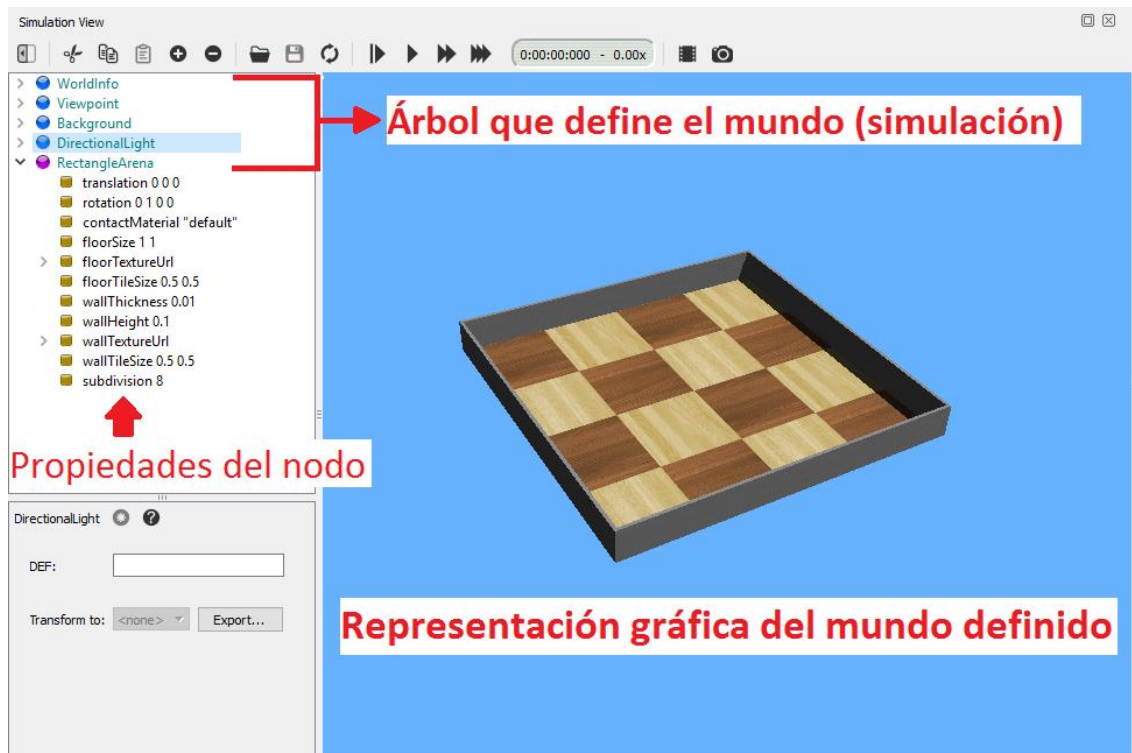 Simulation View
0:00:00:000 - 0.00x
WorldInfo
Viewpoint
Background
DirectionalLight
RectangleArena
translation 0 0 0
rotation 0 1 0 0
contactMaterial "default"
floorSize 1 1
floorTextureUrl
floorTileSize 0.5 0.5
wallThickness 0.01
wallHeight 0.1
wallTextureUrl
wallTileSize 0.5 0.5
subdivision 8
Árbol que define el mundo (simulación)
Propiedades del nodo
DirectionalLight
DEF:
Transform to: <none> Export...
Representación gráfica del mundo definido